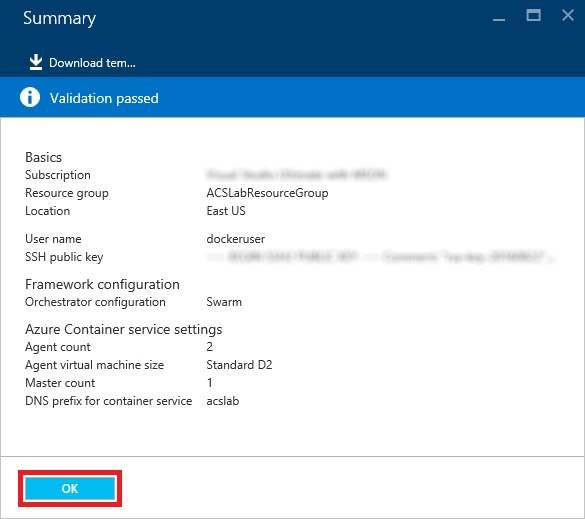 Summary
Download tem...
Validation passed
Basics
Subscription
Resource group ACSLabResourceGroup
Location East US
User name dockeruser
SSH public key
Framework configuration
Orchestrator configuration Swarm
Azure Container service settings
Agent count 2
Agent virtual machine size Standard D2
Master count 1
DNS prefix for container service acslab
OK